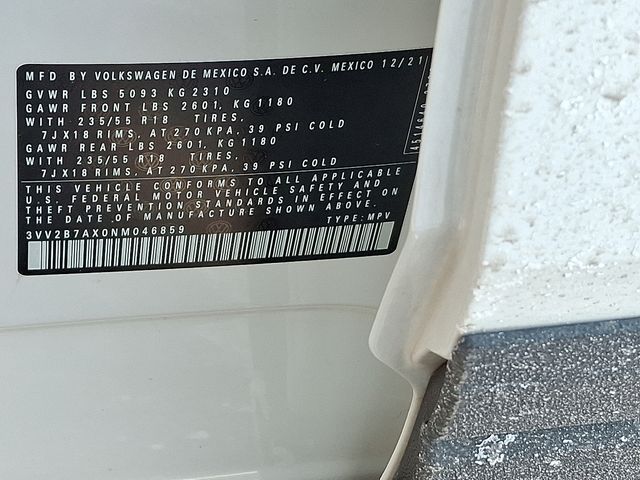 MFD BY VOLKSWAGEN DE MEXICO S.A. DE C.V. MEXICO 12/21
GVWR LBS 5093 KG 2310
GAWR FRONT LBS 2601, KG 1180
WITH 235/55 R18 TIRES,
7JX18 RIMS, AT 270 KPA, 39 PSI COLD
GAWR REAR LBS 2601, KG 1180
WITH 235/55 R18 TIRES,
7JX18 RIMS, AT 270 KPA, 39 PSI COLD
THIS VEHICLE CONFORMS TO ALL APPLICABLE
U.S. FEDERAL MOTOR VEHICLE SAFETY AND
THEFT PREVENTION STANDARDS IN EFFECT ON
THE DATE OF MANUFACTURE SHOWN ABOVE.
TYPE: MPV
3VV2B7AX0NM046859